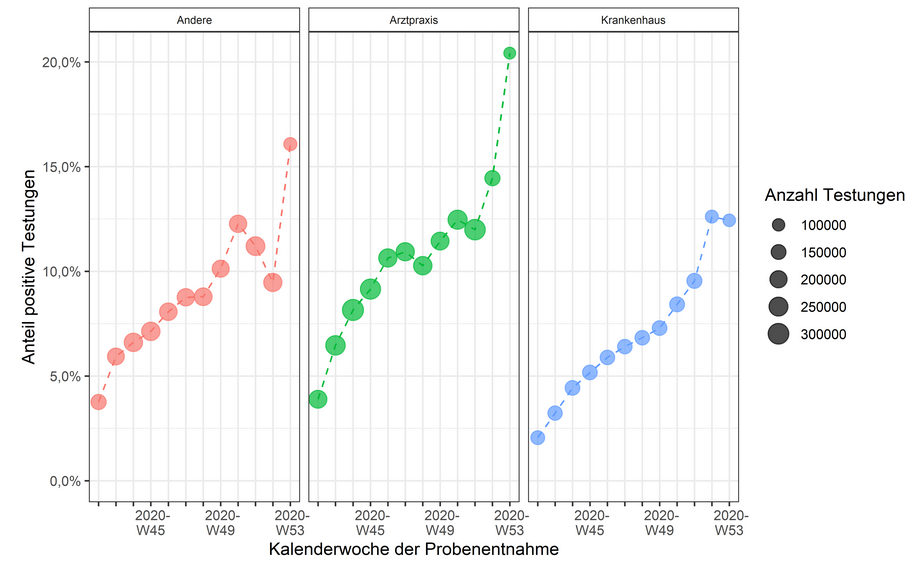 Andere
Arztpraxis
Krankenhaus
Anteil positive Testungen
20,0%
15,0%
10,0%
5,0%
0,0%
2020-
W45
2020-
W49
2020-
W53
2020-
W45
2020-
W49
2020-
W53
2020-
W45
2020-
W49
2020-
W53
Kalenderwoche der Probenentnahme
Anzahl Testungen
100000
150000
200000
250000
300000